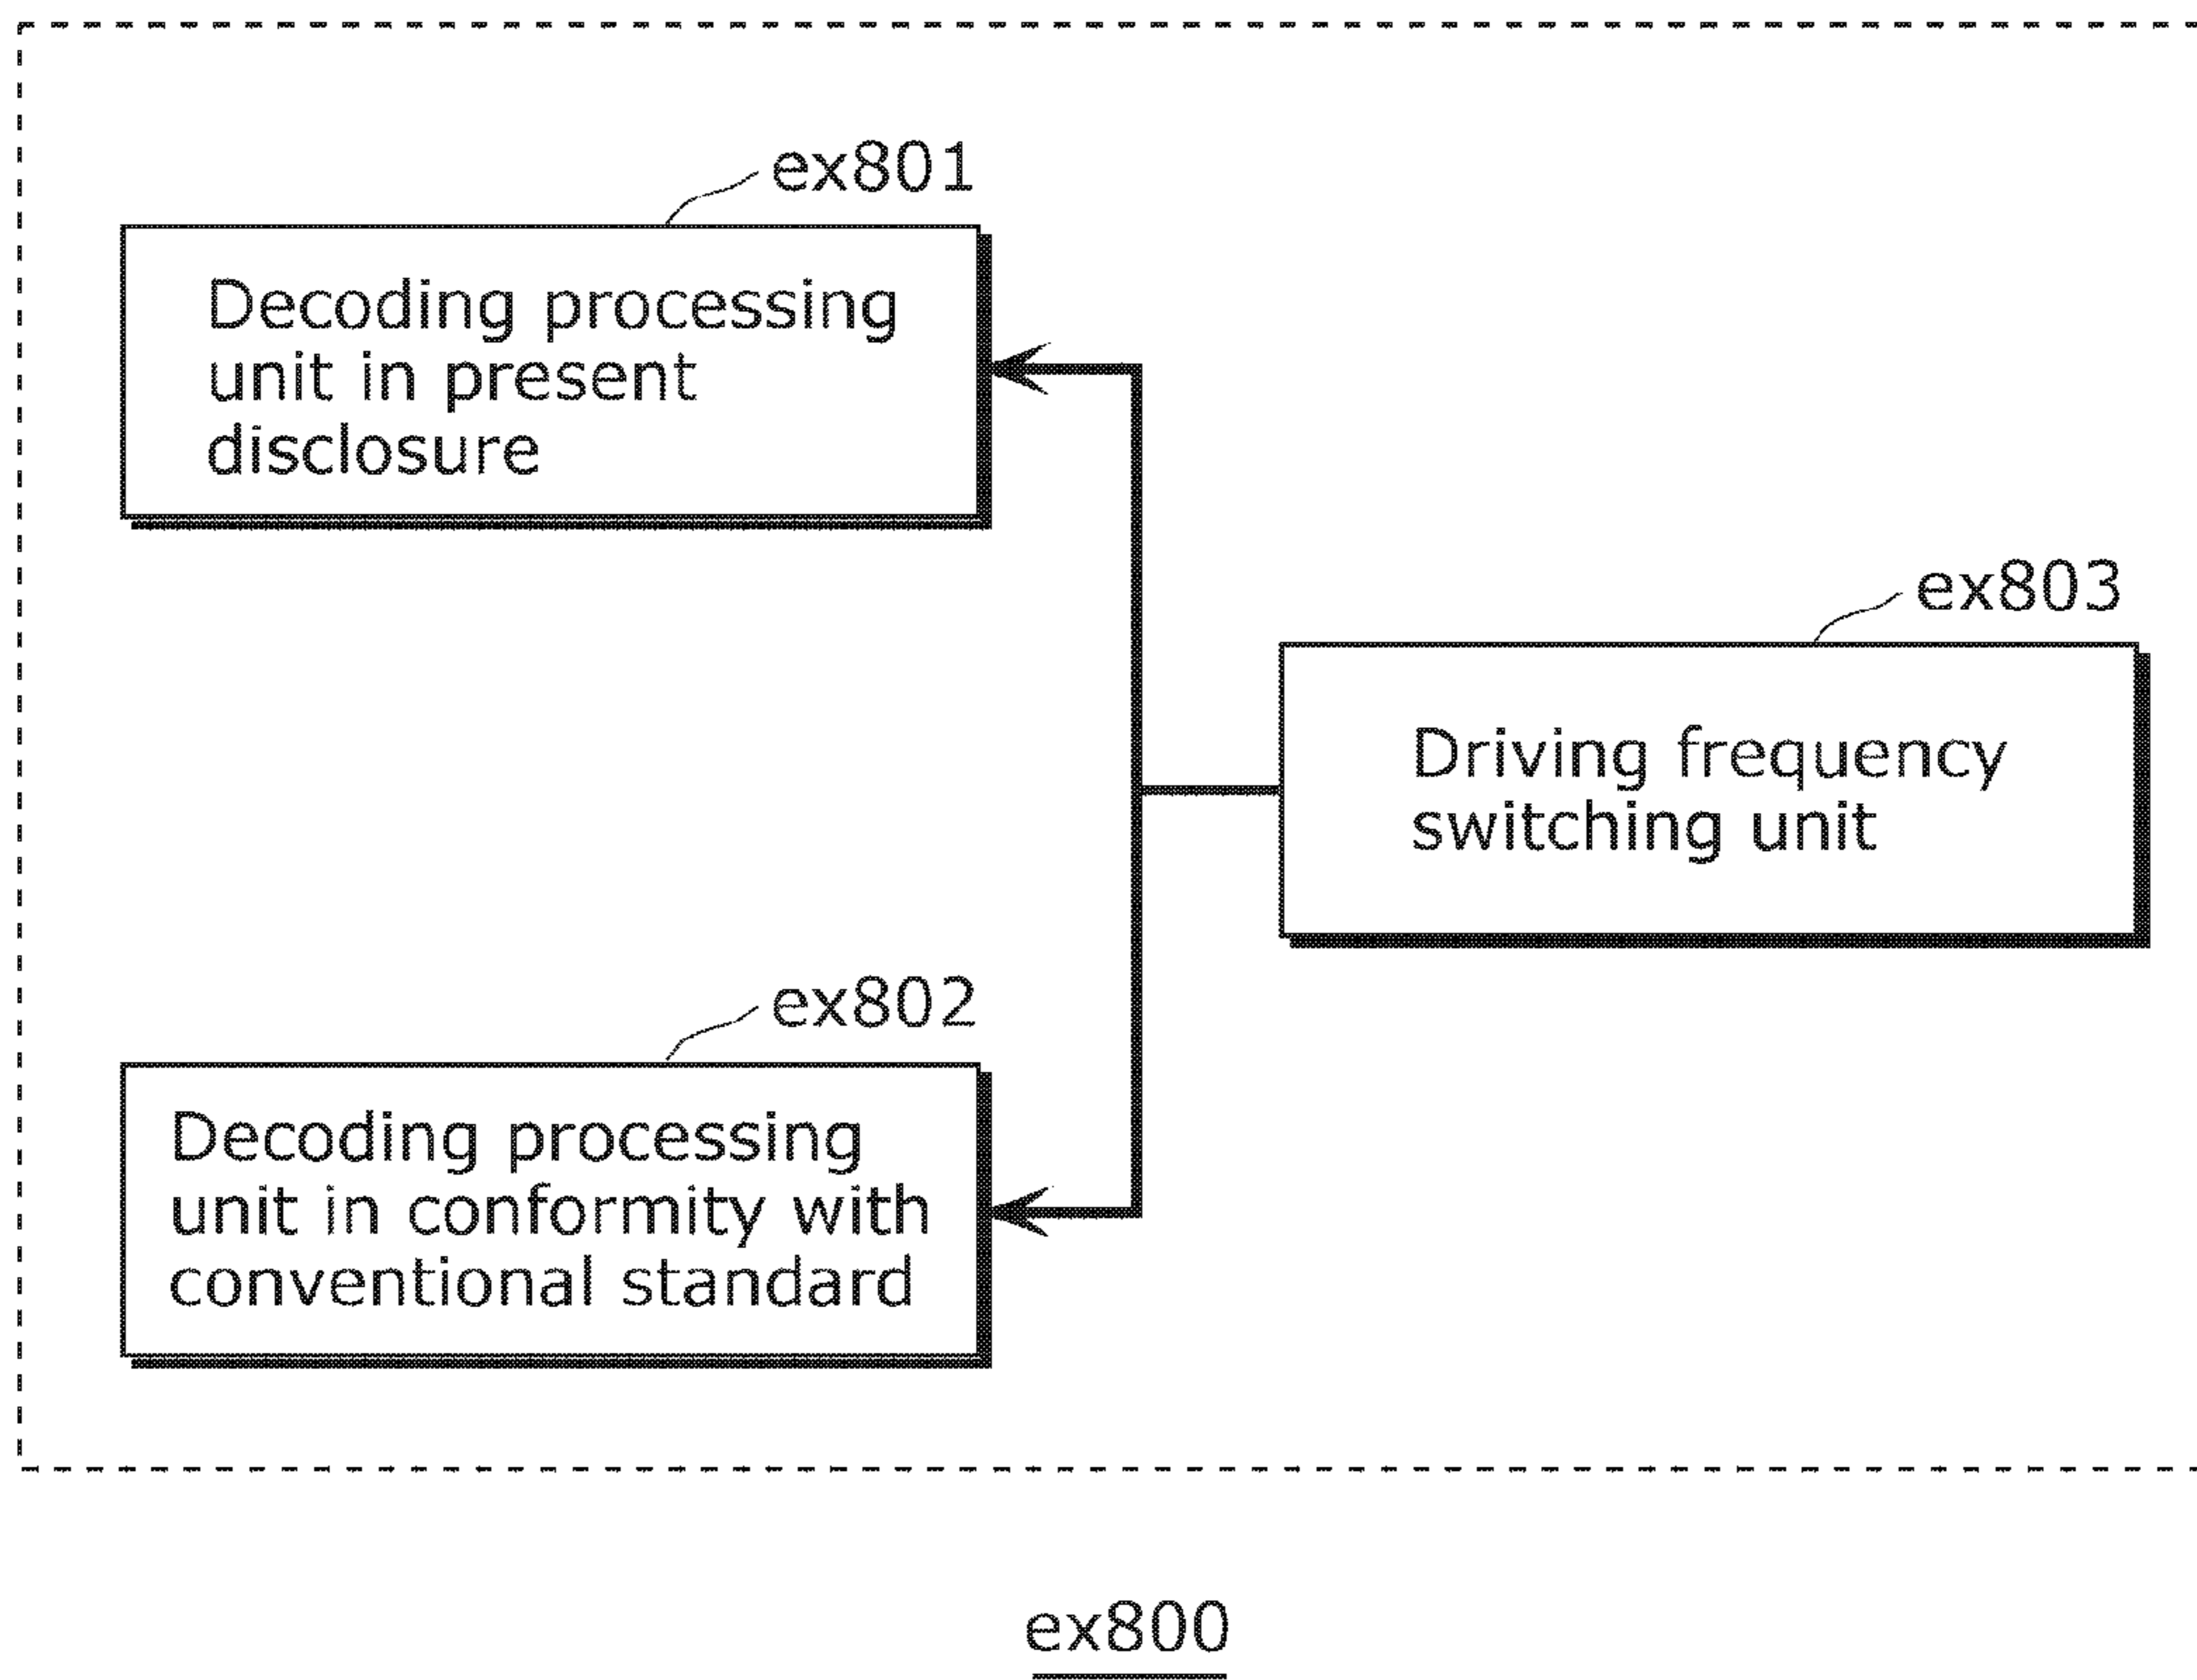 ex801
Decoding processing
unit in present
disclosure
ex803
Driving frequency
switching unit
ex802
Decoding processing
unit in conformity with
conventional standard
ex800